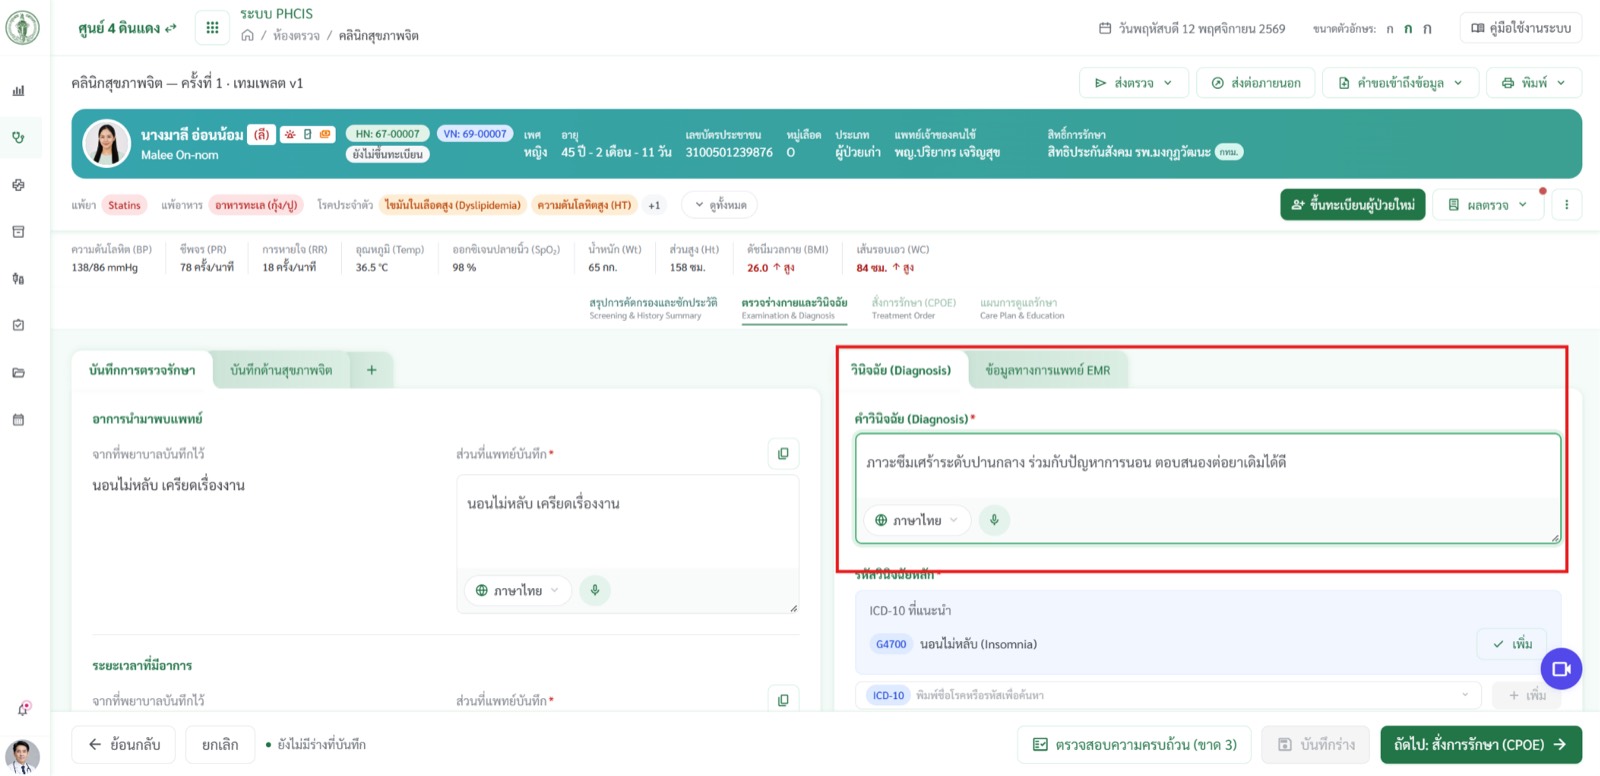 ศูนย์ 4 ดินแดง
ระบบ PHCIS
/ ห้องตรวจ / คลินิกสุขภาพจิต
วันพฤหัสบดี 12 พฤศจิกายน 2569
ขนาดตัวอักษร: ก ก ก
คู่มือใช้งานระบบ
คลินิกสุขภาพจิต — ครั้งที่ 1 · เทมเพลต v1
ส่งตรวจ
ส่งต่อภายนอก
คำขอเข้าถึงข้อมูล
พิมพ์
นางมาลี อ่อนน้อม (ลี)
Malee On-nom
HN: 67-00007
VN: 69-00007
ยังไม่ขึ้นทะเบียน
เพศ
หญิง
อายุ
45 ปี - 2 เดือน - 11 วัน
เลขบัตรประชาชน
3100501239876
หมู่เลือด
O
ประเภท
ผู้ป่วยเก่า
แพทย์เจ้าของคนไข้
พญ.ปริยากร เจริญสุข
สิทธิ์การรักษา
สิทธิประกันสังคม รพ.มงกุฎวัฒนะ กทม.
แพ้ยา Statins
แพ้อาหาร อาหารทะเล (กุ้ง/ปู)
โรคประจำตัว ไขมันในเลือดสูง (Dyslipidemia) ความดันโลหิตสูง (HT) +1
ดูทั้งหมด
ขึ้นทะเบียนผู้ป่วยใหม่
ผลตรวจ
ความดันโลหิต (BP)
138/86 mmHg
ชีพจร (PR)
78 ครั้ง/นาที
การหายใจ (RR)
18 ครั้ง/นาที
อุณหภูมิ (Temp)
36.5 °C
ออกซิเจนปลายนิ้ว (SpO₂)
98 %
น้ำหนัก (Wt)
65 กก.
ส่วนสูง (Ht)
158 ซม.
ดัชนีมวลกาย (BMI)
26.0 ↑ สูง
เส้นรอบเอว (WC)
84 ซม. ↑ สูง
สรุปการคัดกรองและซักประวัติ
Screening & History Summary
ตรวจร่างกายและวินิจฉัย
Examination & Diagnosis
สั่งการรักษา (CPOE)
Treatment Order
แผนการดูแลรักษา
Care Plan & Education
บันทึกการตรวจรักษา
บันทึกด้านสุขภาพจิต
+
อาการนำมาพบแพทย์
จากที่พยาบาลบันทึกไว้
นอนไม่หลับ เครียดเรื่องงาน
ส่วนที่แพทย์บันทึก*
นอนไม่หลับ เครียดเรื่องงาน
ภาษาไทย
ระยะเวลาที่มีอาการ
จากที่พยาบาลบันทึกไว้
ส่วนที่แพทย์บันทึก*
วินิจฉัย (Diagnosis)
ข้อมูลทางการแพทย์ EMR
คำวินิจฉัย (Diagnosis)*
ภาวะซึมเศร้าระดับปานกลาง ร่วมกับปัญหาการนอน ตอบสนองต่อยาเดิมได้ดี
ภาษาไทย
รหัสวินิจฉัยหลัก*
ICD-10 ที่แนะนำ
G4700 นอนไม่หลับ (Insomnia)
เพิ่ม
ICD-10 พิมพ์ชื่อโรคหรือรหัสเพื่อค้นหา
+ เพิ่ม
ย้อนกลับ
ยกเลิก
ยังไม่มีร่างที่บันทึก
ตรวจสอบความครบถ้วน (ขาด 3)
บันทึกร่าง
ถัดไป: สั่งการรักษา (CPOE) →